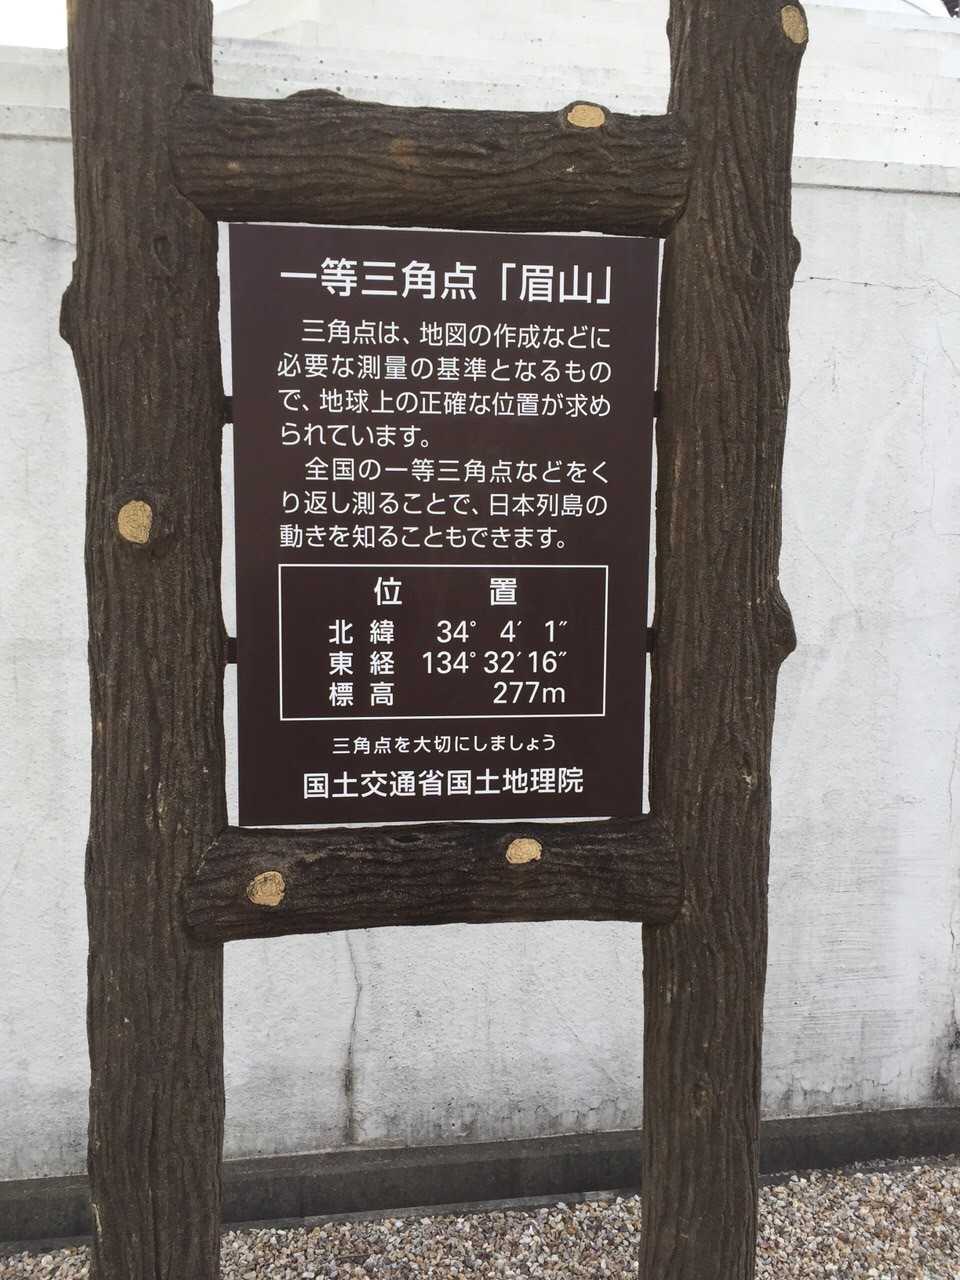 一等三角点「眉山」
三角点は、地図の作成などに
必要な測量の基準となるもの
で、地球上の正確な位置が求め
られています。
全国の一等三角点などをく
り返し測ることで、日本列島の
動きを知ることもできます。
位 置
北 緯 34° 4′ 1″
東 経 134° 32′ 16″
標 高 277m
三角点を大切にしましょう
国土交通省国土地理院